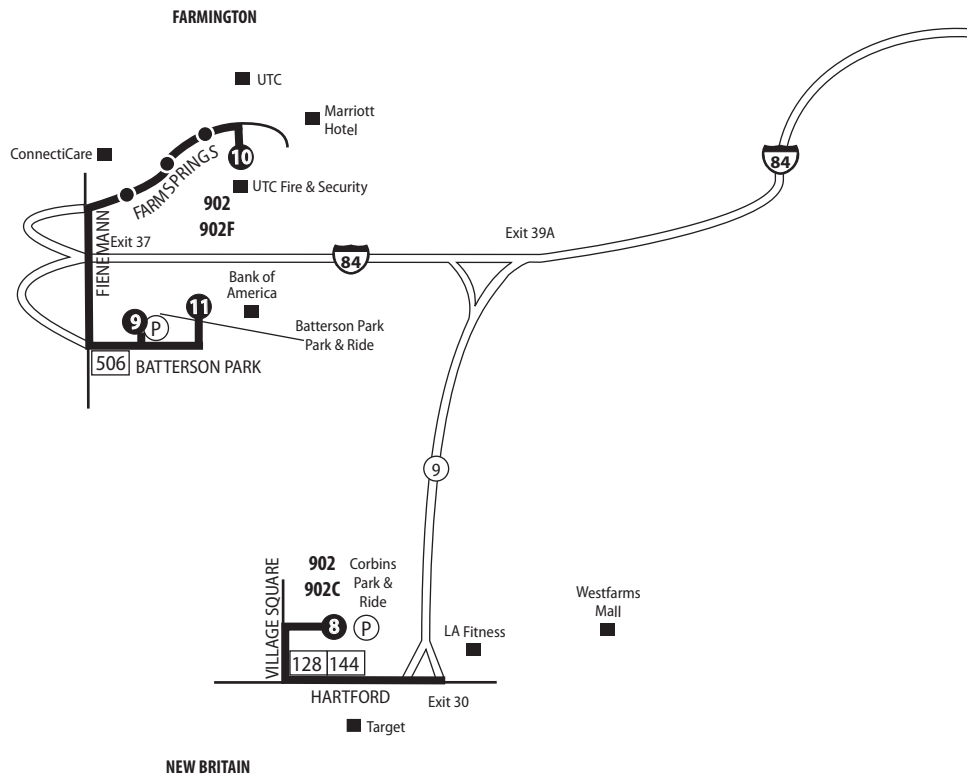 FARMINGTON
UTC
Marriott
Hotel
ConnectiCare
10
FARM SPRINGS
UTC Fire & Security
902
902F
84
FIENEMANN
Exit 37
Exit 39A
84
Bank of
America
9
P
11
Batterson Park
Park & Ride
506
BATTERSON PARK
9
VILLAGE SQUARE
902
902C
Corbins
Park &
Ride
8
P
Westfarms
Mall
LA Fitness
128
144
HARTFORD
Exit 30
Target
NEW BRITAIN